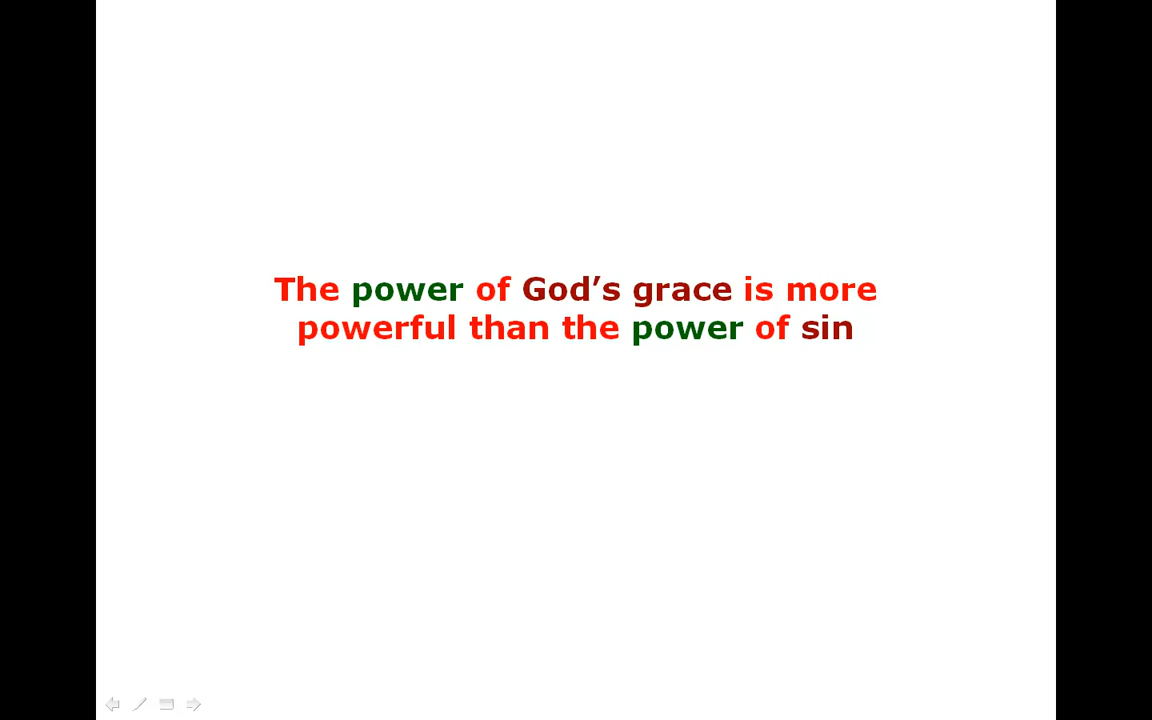 The power of God’s grace is more
powerful than the power of sin